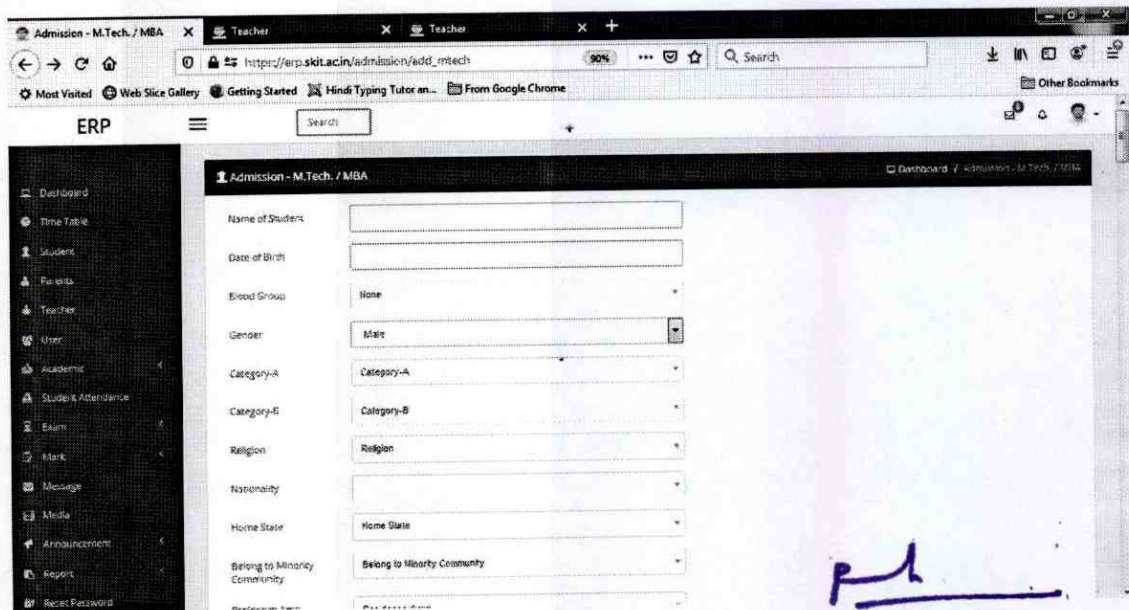 Admission - M.Tech. / MBA
Teacher
Teacher
https://erp.skit.ac.in/admission/add_mtech
90%
Search
Most Visited
Web Slice Gallery
Getting Started
Hindi Typing Tutor an...
From Google Chrome
Other Bookmarks
ERP
Search
Admission - M.Tech. / MBA
Dashboard / Admission - M.Tech. / MBA
Dashboard
Time Table
Student
Parents
Teacher
User
Academic
Student Attendance
Exam
Mark
Message
Media
Announcement
Report
Reset Password
Name of Student
Date of Birth
Blood Group
None
Gender
Male
Category-A
Category-A
Category-B
Category-B
Religion
Religion
Nationality
Home State
Home State
Belong to Minority Community
Belong to Minority Community